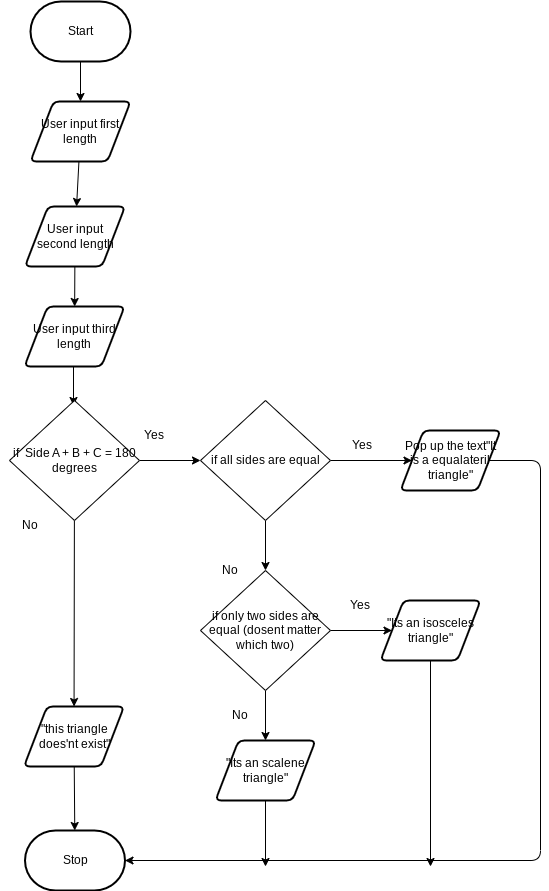 Start
User input first
length
User input
second length
User input third
length
if  Side A + B + C = 180
degrees
Yes
if all sides are equal
Yes
Pop up the text"It
is a equalateril
triangle"
No
No
if only two sides are
equal (dosent matter
which two)
Yes
"Its an isosceles
triangle"
No
"this triangle
does'nt exist"
"Its an scalene
triangle"
Stop